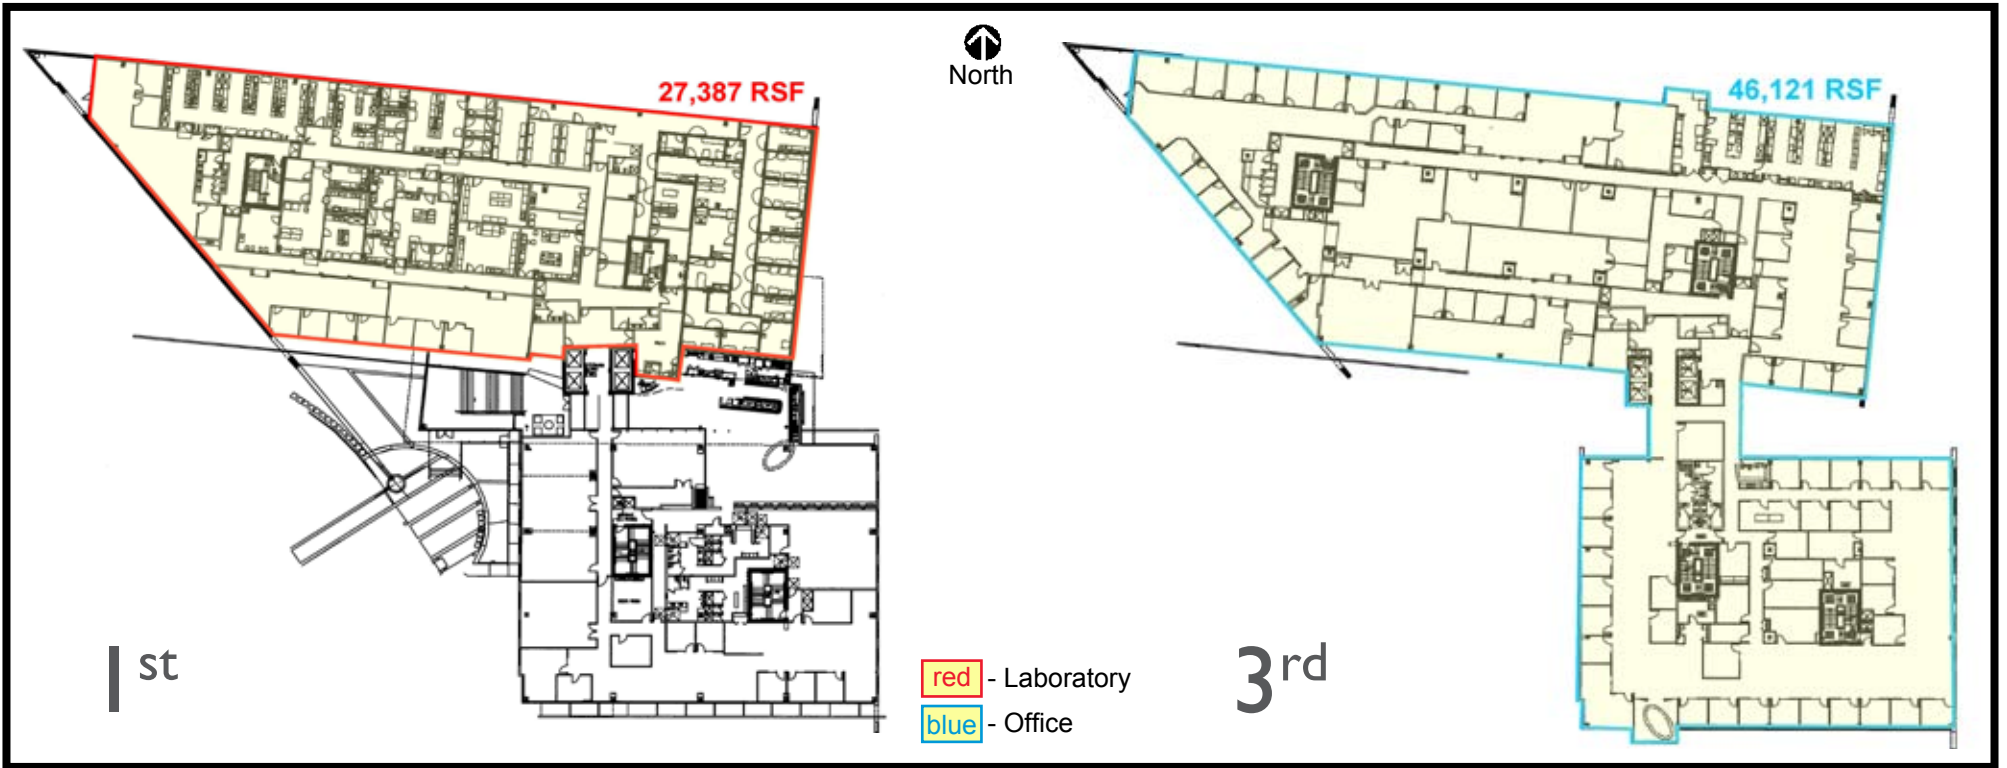 North
27,387 RSF
46,121 RSF
1st
3rd
red - Laboratory
blue - Office